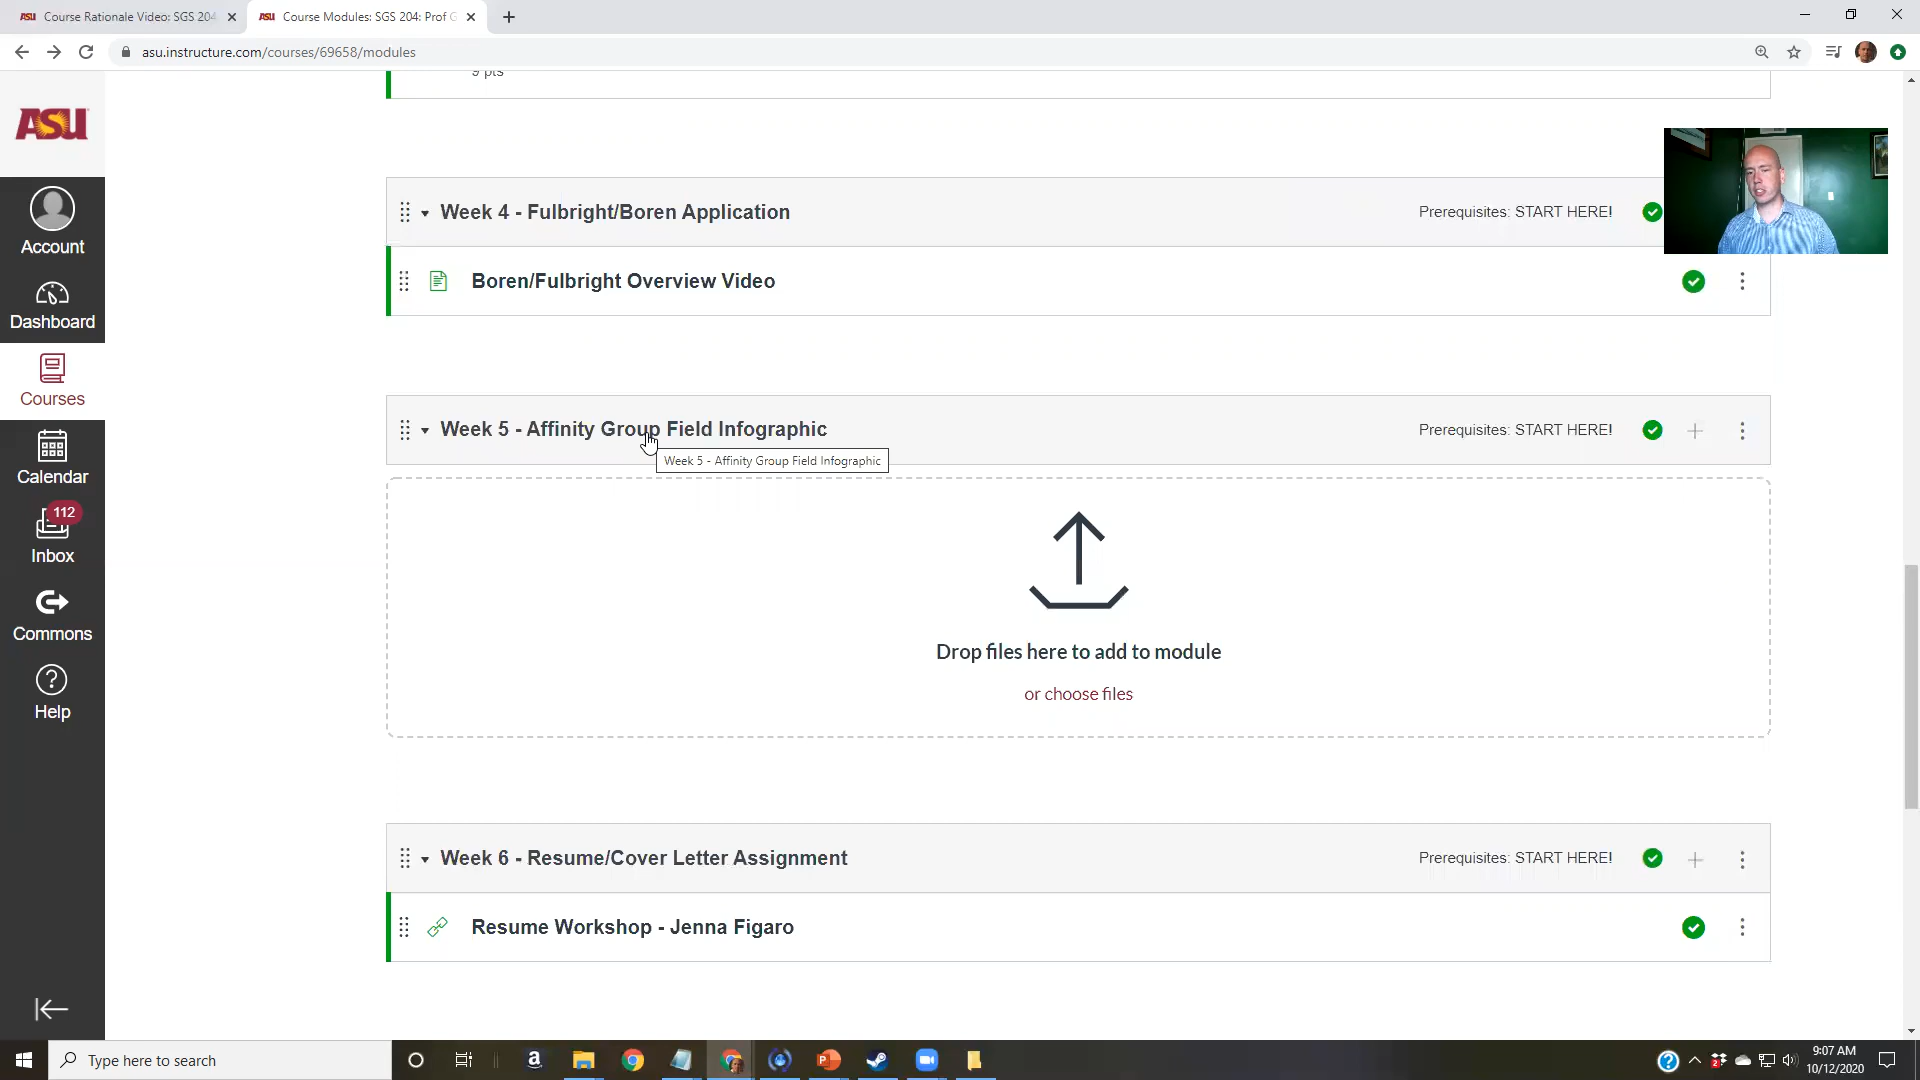 Course Rationale Video: SGS 204
Course Modules: SGS 204: Prof G
asu.instructure.com/courses/69658/modules
9 pts
ASU
Account
Dashboard
Courses
Calendar
112
Inbox
Commons
Help
Week 4 - Fulbright/Boren Application
Prerequisites: START HERE!
Boren/Fulbright Overview Video
Week 5 - Affinity Group Field Infographic
Prerequisites: START HERE!
Week 5 - Affinity Group Field Infographic
Drop files here to add to module
or choose files
Week 6 - Resume/Cover Letter Assignment
Prerequisites: START HERE!
Resume Workshop - Jenna Figaro
Type here to search
9:07 AM
10/12/2020